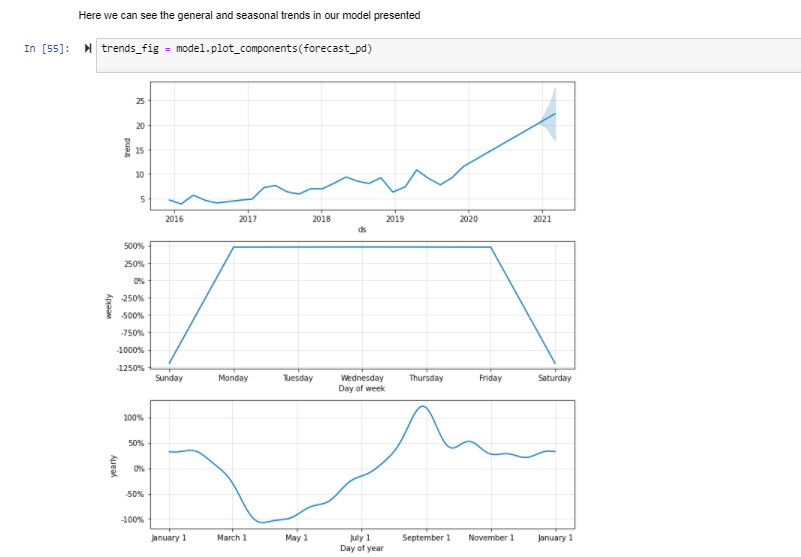 Here we can see the general and seasonal trends in our model presented
In [55]: trends_fig = model.plot_components(forecast_pd)
25
20
15
10
5
trend
2016 2017 2018 2019 2020 2021
ds
500%
250%
0%
-250%
-500%
-750%
-1000%
-1250%
weekly
Sunday Monday Tuesday Wednesday Thursday Friday Saturday
Day of week
100%
50%
0%
-50%
-100%
yearly
January 1 March 1 May 1 July 1 September 1 November 1 January 1
Day of year